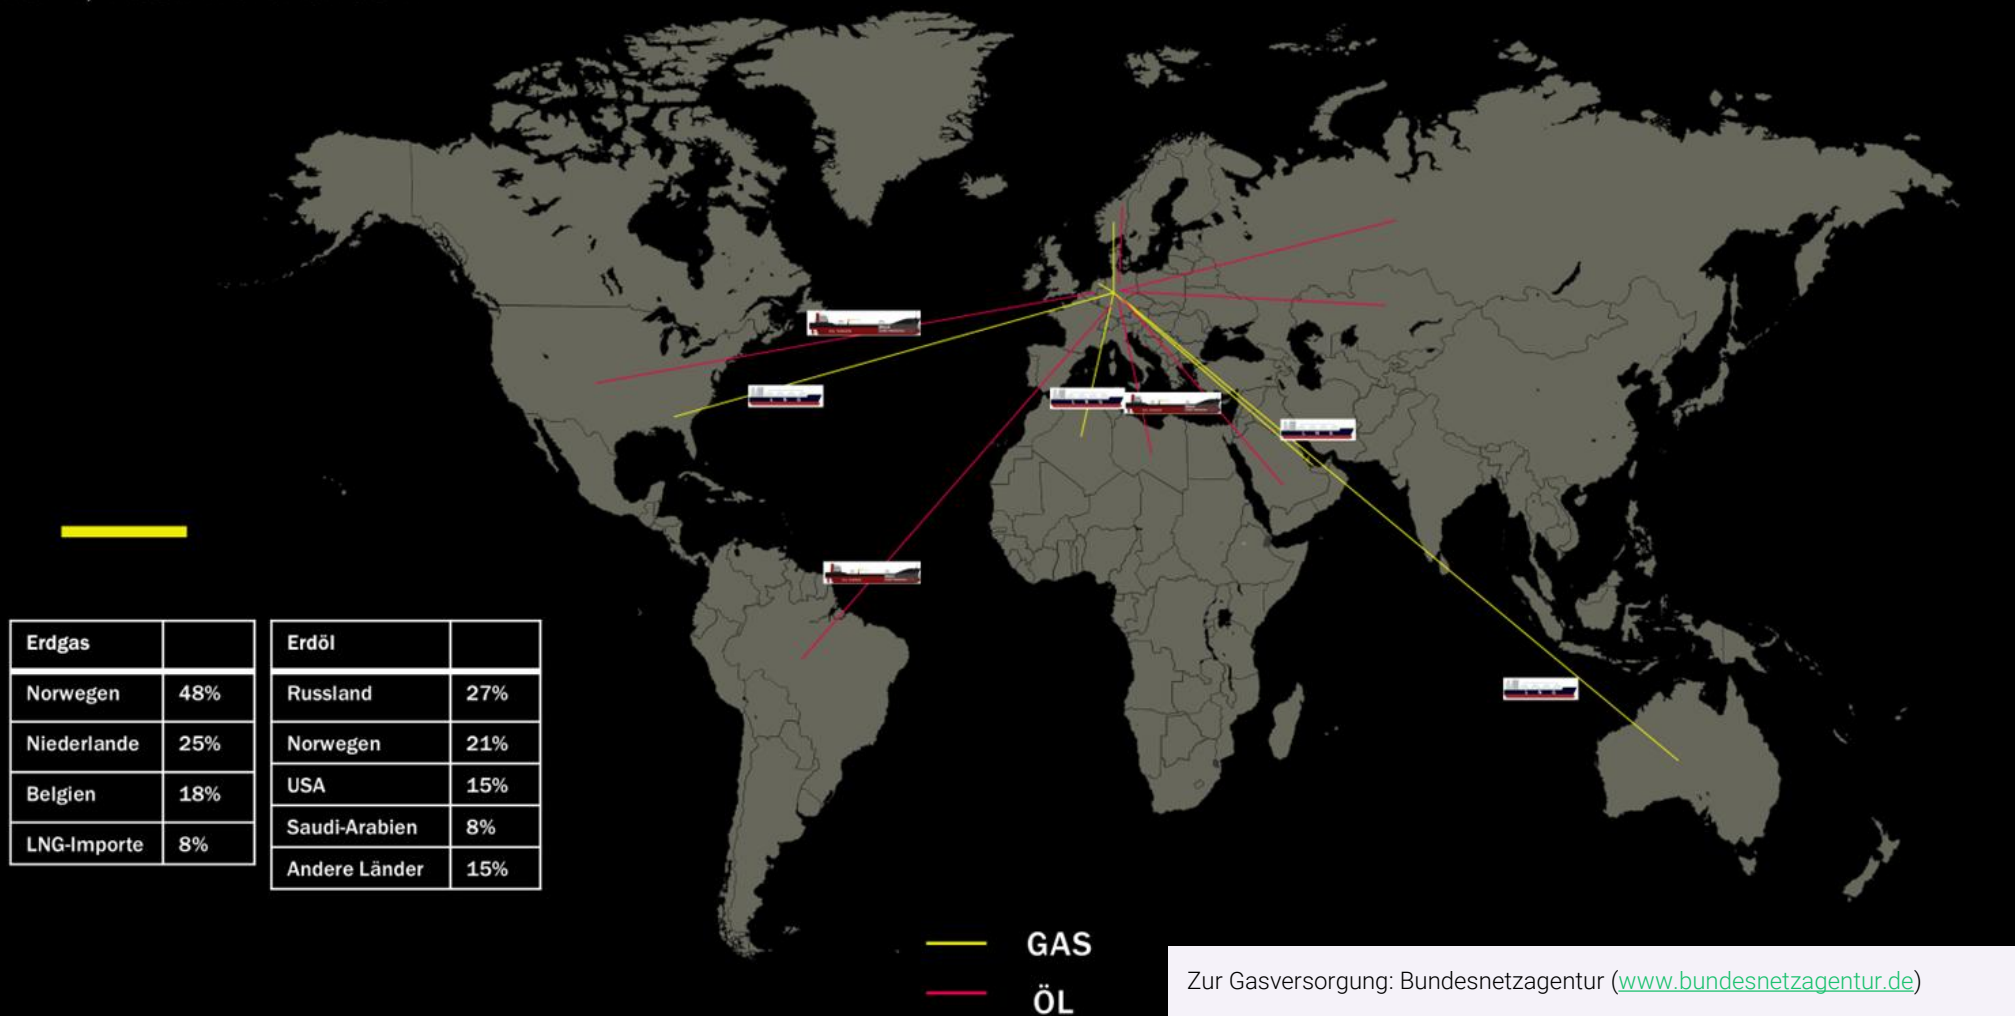 Erdgas
Norwegen 48%
Niederlande 25%
Belgien 18%
LNG-Importe 8%
Erdöl
Russland 27%
Norwegen 21%
USA 15%
Saudi-Arabien 8%
Andere Länder 15%
GAS
ÖL
Zur Gasversorgung: Bundesnetzagentur (www.bundesnetzagentur.de)